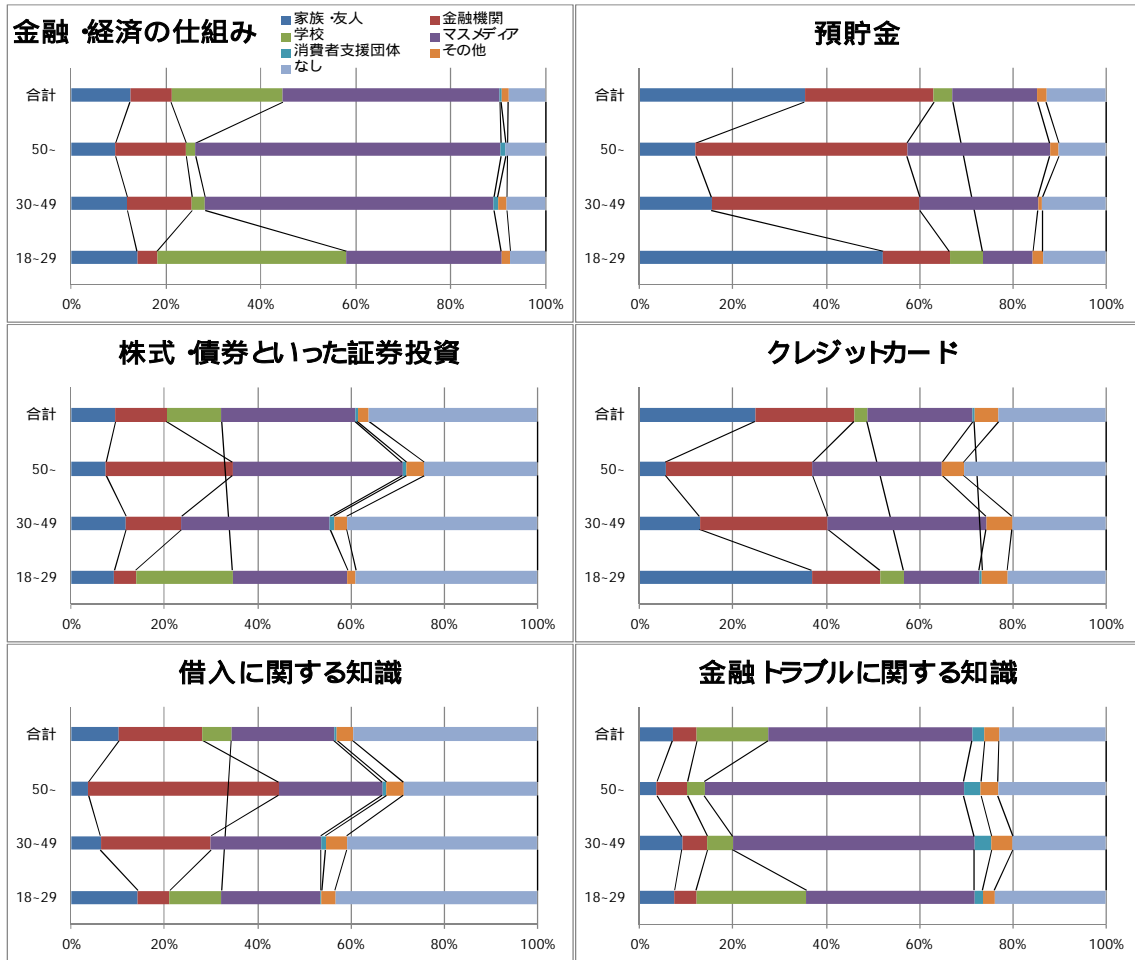 金融・経済の仕組み
家族・友人
金融機関
学校
マスメディア
消費者支援団体
その他
なし
合計
50~
30~49
18~29
0% 20% 40% 60% 80% 100%
預貯金
合計
50~
30~49
18~29
0% 20% 40% 60% 80% 100%
株式・債券といった証券投資
合計
50~
30~49
18~29
0% 20% 40% 60% 80% 100%
クレジットカード
合計
50~
30~49
18~29
0% 20% 40% 60% 80% 100%
借入に関する知識
合計
50~
30~49
18~29
0% 20% 40% 60% 80% 100%
金融トラブルに関する知識
合計
50~
30~49
18~29
0% 20% 40% 60% 80% 100%